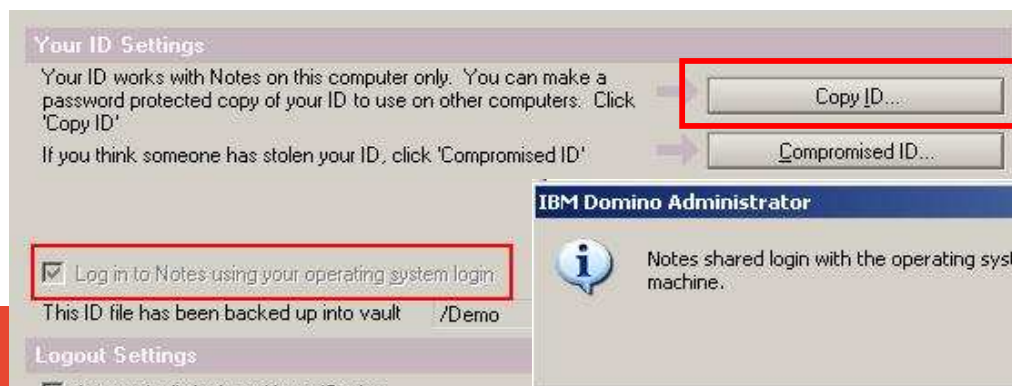 Your ID Settings
Your ID works with Notes on this computer only. You can make a
password protected copy of your ID to use on other computers. Click
'Copy ID'
Copy ID...
If you think someone has stolen your ID, click 'Compromised ID'
Compromised ID...
IBM Domino Administrator
Notes shared login with the operating syst
machine.
Log in to Notes using your operating system login
This ID file has been backed up into vault /Demo
Logout Settings